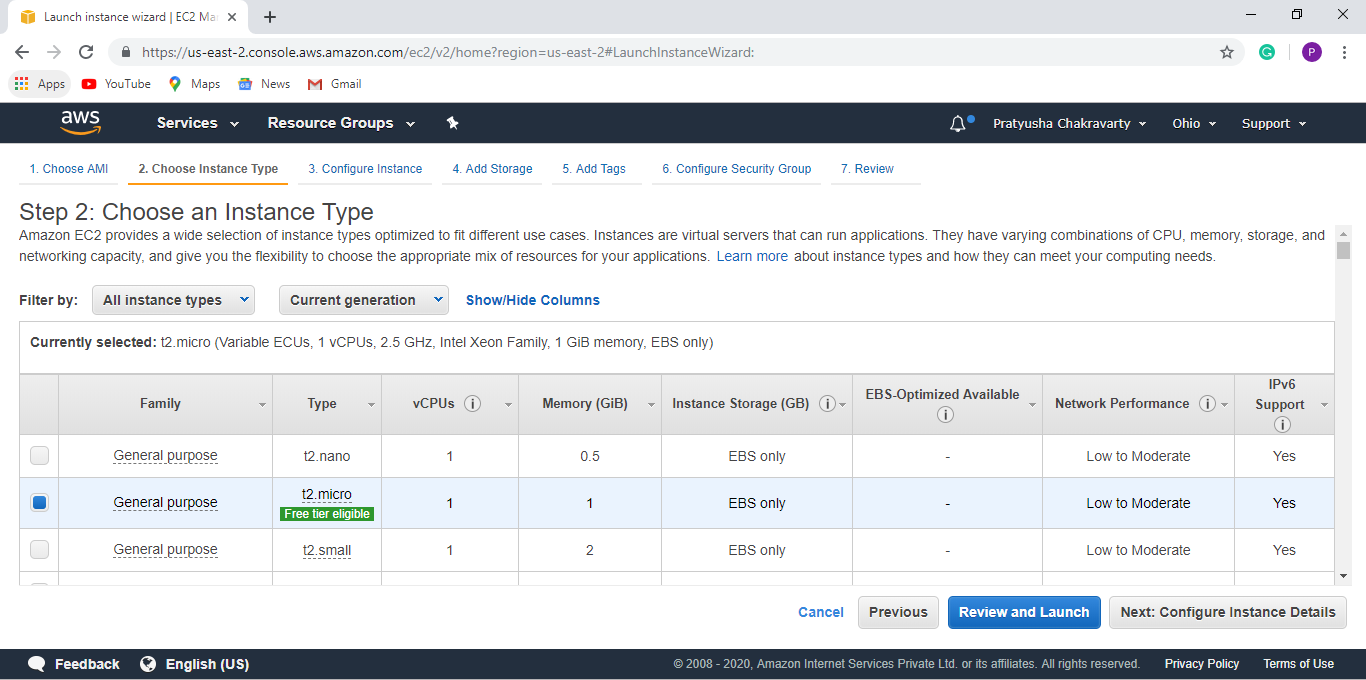 Launch instance wizard | EC2 Ma
https://us-east-2.console.aws.amazon.com/ec2/v2/home?region=us-east-2#LaunchInstanceWizard:
P
Apps YouTube Maps News Gmail
aws Services Resource Groups Pratyusha Chakravarty Ohio Support
1. Choose AMI 2. Choose Instance Type 3. Configure Instance 4. Add Storage 5. Add Tags 6. Configure Security Group 7. Review
Step 2: Choose an Instance Type
Amazon EC2 provides a wide selection of instance types optimized to fit different use cases. Instances are virtual servers that can run applications. They have varying combinations of CPU, memory, storage, and
networking capacity, and give you the flexibility to choose the appropriate mix of resources for your applications. Learn more about instance types and how they can meet your computing needs.
Filter by: All instance types Current generation Show/Hide Columns
Currently selected: t2.micro (Variable ECUs, 1 vCPUs, 2.5 GHz, Intel Xeon Family, 1 GiB memory, EBS only)
Family Type vCPUs Memory (GiB) Instance Storage (GB) EBS-Optimized Available Network Performance IPv6 Support
General purpose t2.nano 1 0.5 EBS only - Low to Moderate Yes
General purpose t2.micro 1 1 EBS only - Low to Moderate Yes
Free tier eligible
General purpose t2.small 1 2 EBS only - Low to Moderate Yes
Cancel Previous Review and Launch Next: Configure Instance Details
Feedback English (US) © 2008 - 2020, Amazon Internet Services Private Ltd. or its affiliates. All rights reserved. Privacy Policy Terms of Use